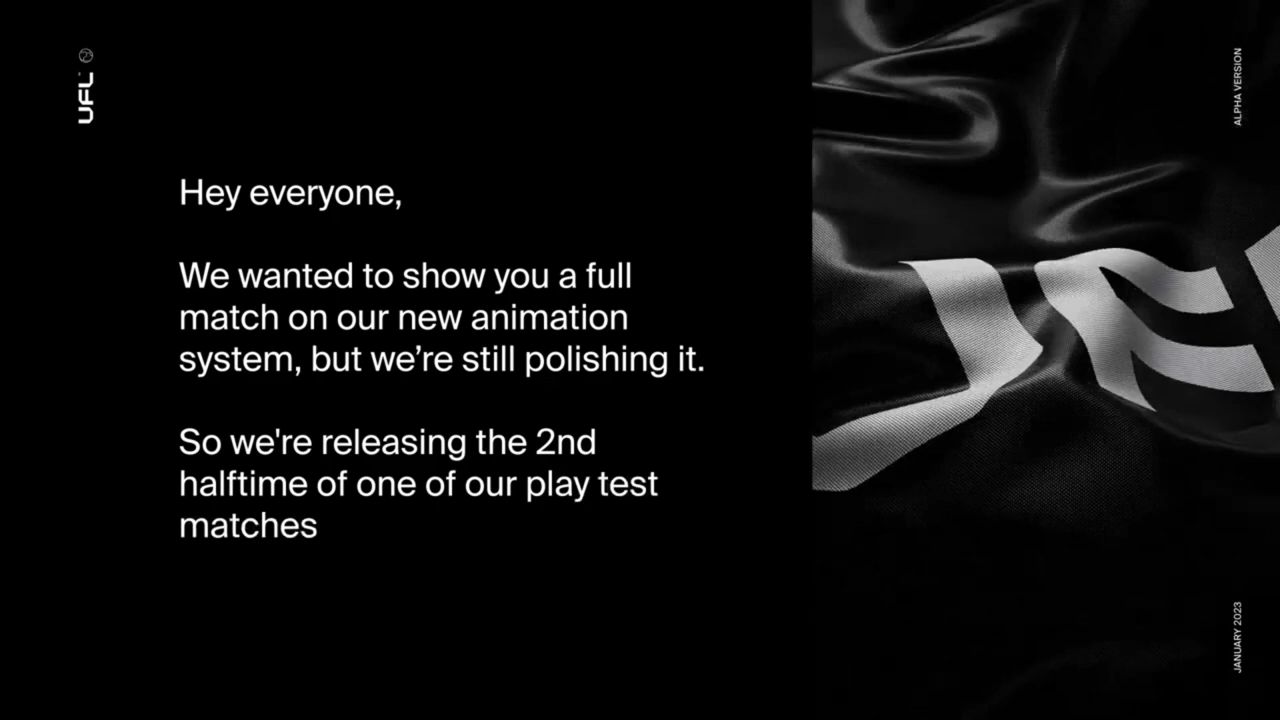 UFL
ALPHA VERSION
Hey everyone,
We wanted to show you a full
match on our new animation
system, but we’re still polishing it.
So we're releasing the 2nd
halftime of one of our play test
matches
JANUARY 2023